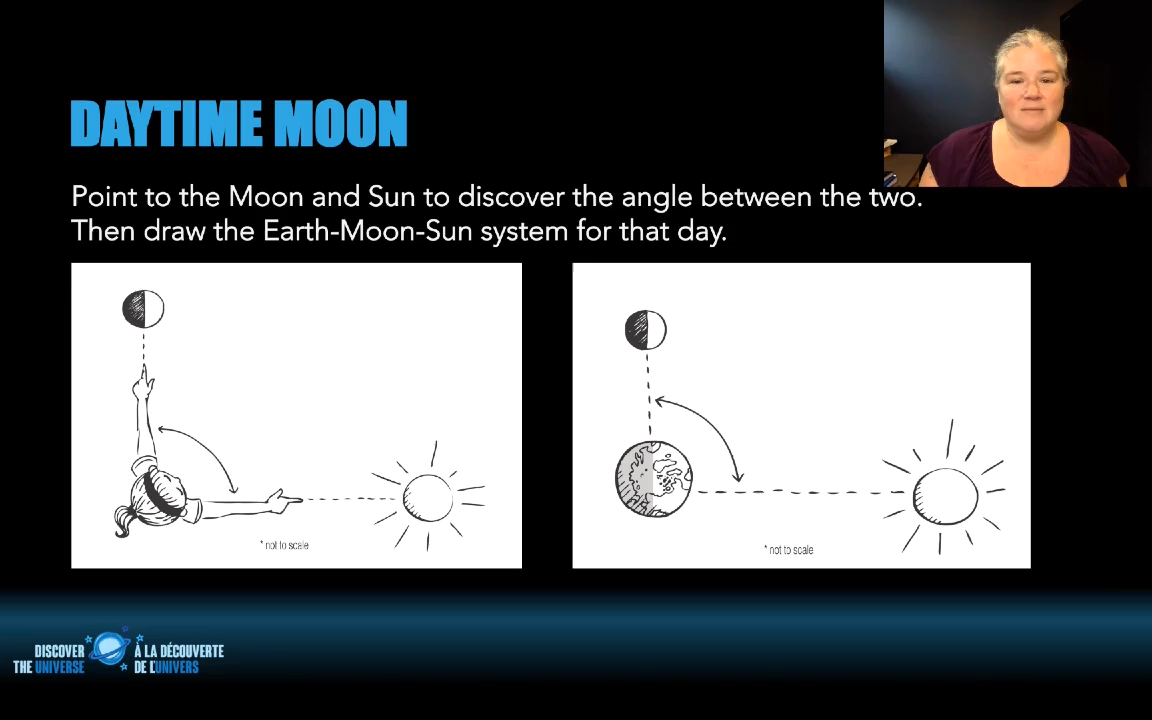 DAYTIME MOON
Point to the Moon and Sun to discover the angle between the two.
Then draw the Earth-Moon-Sun system for that day.
* not to scale
* not to scale
DISCOVER
THE UNIVERSE
À LA DÉCOUVERTE
DE L'UNIVERS